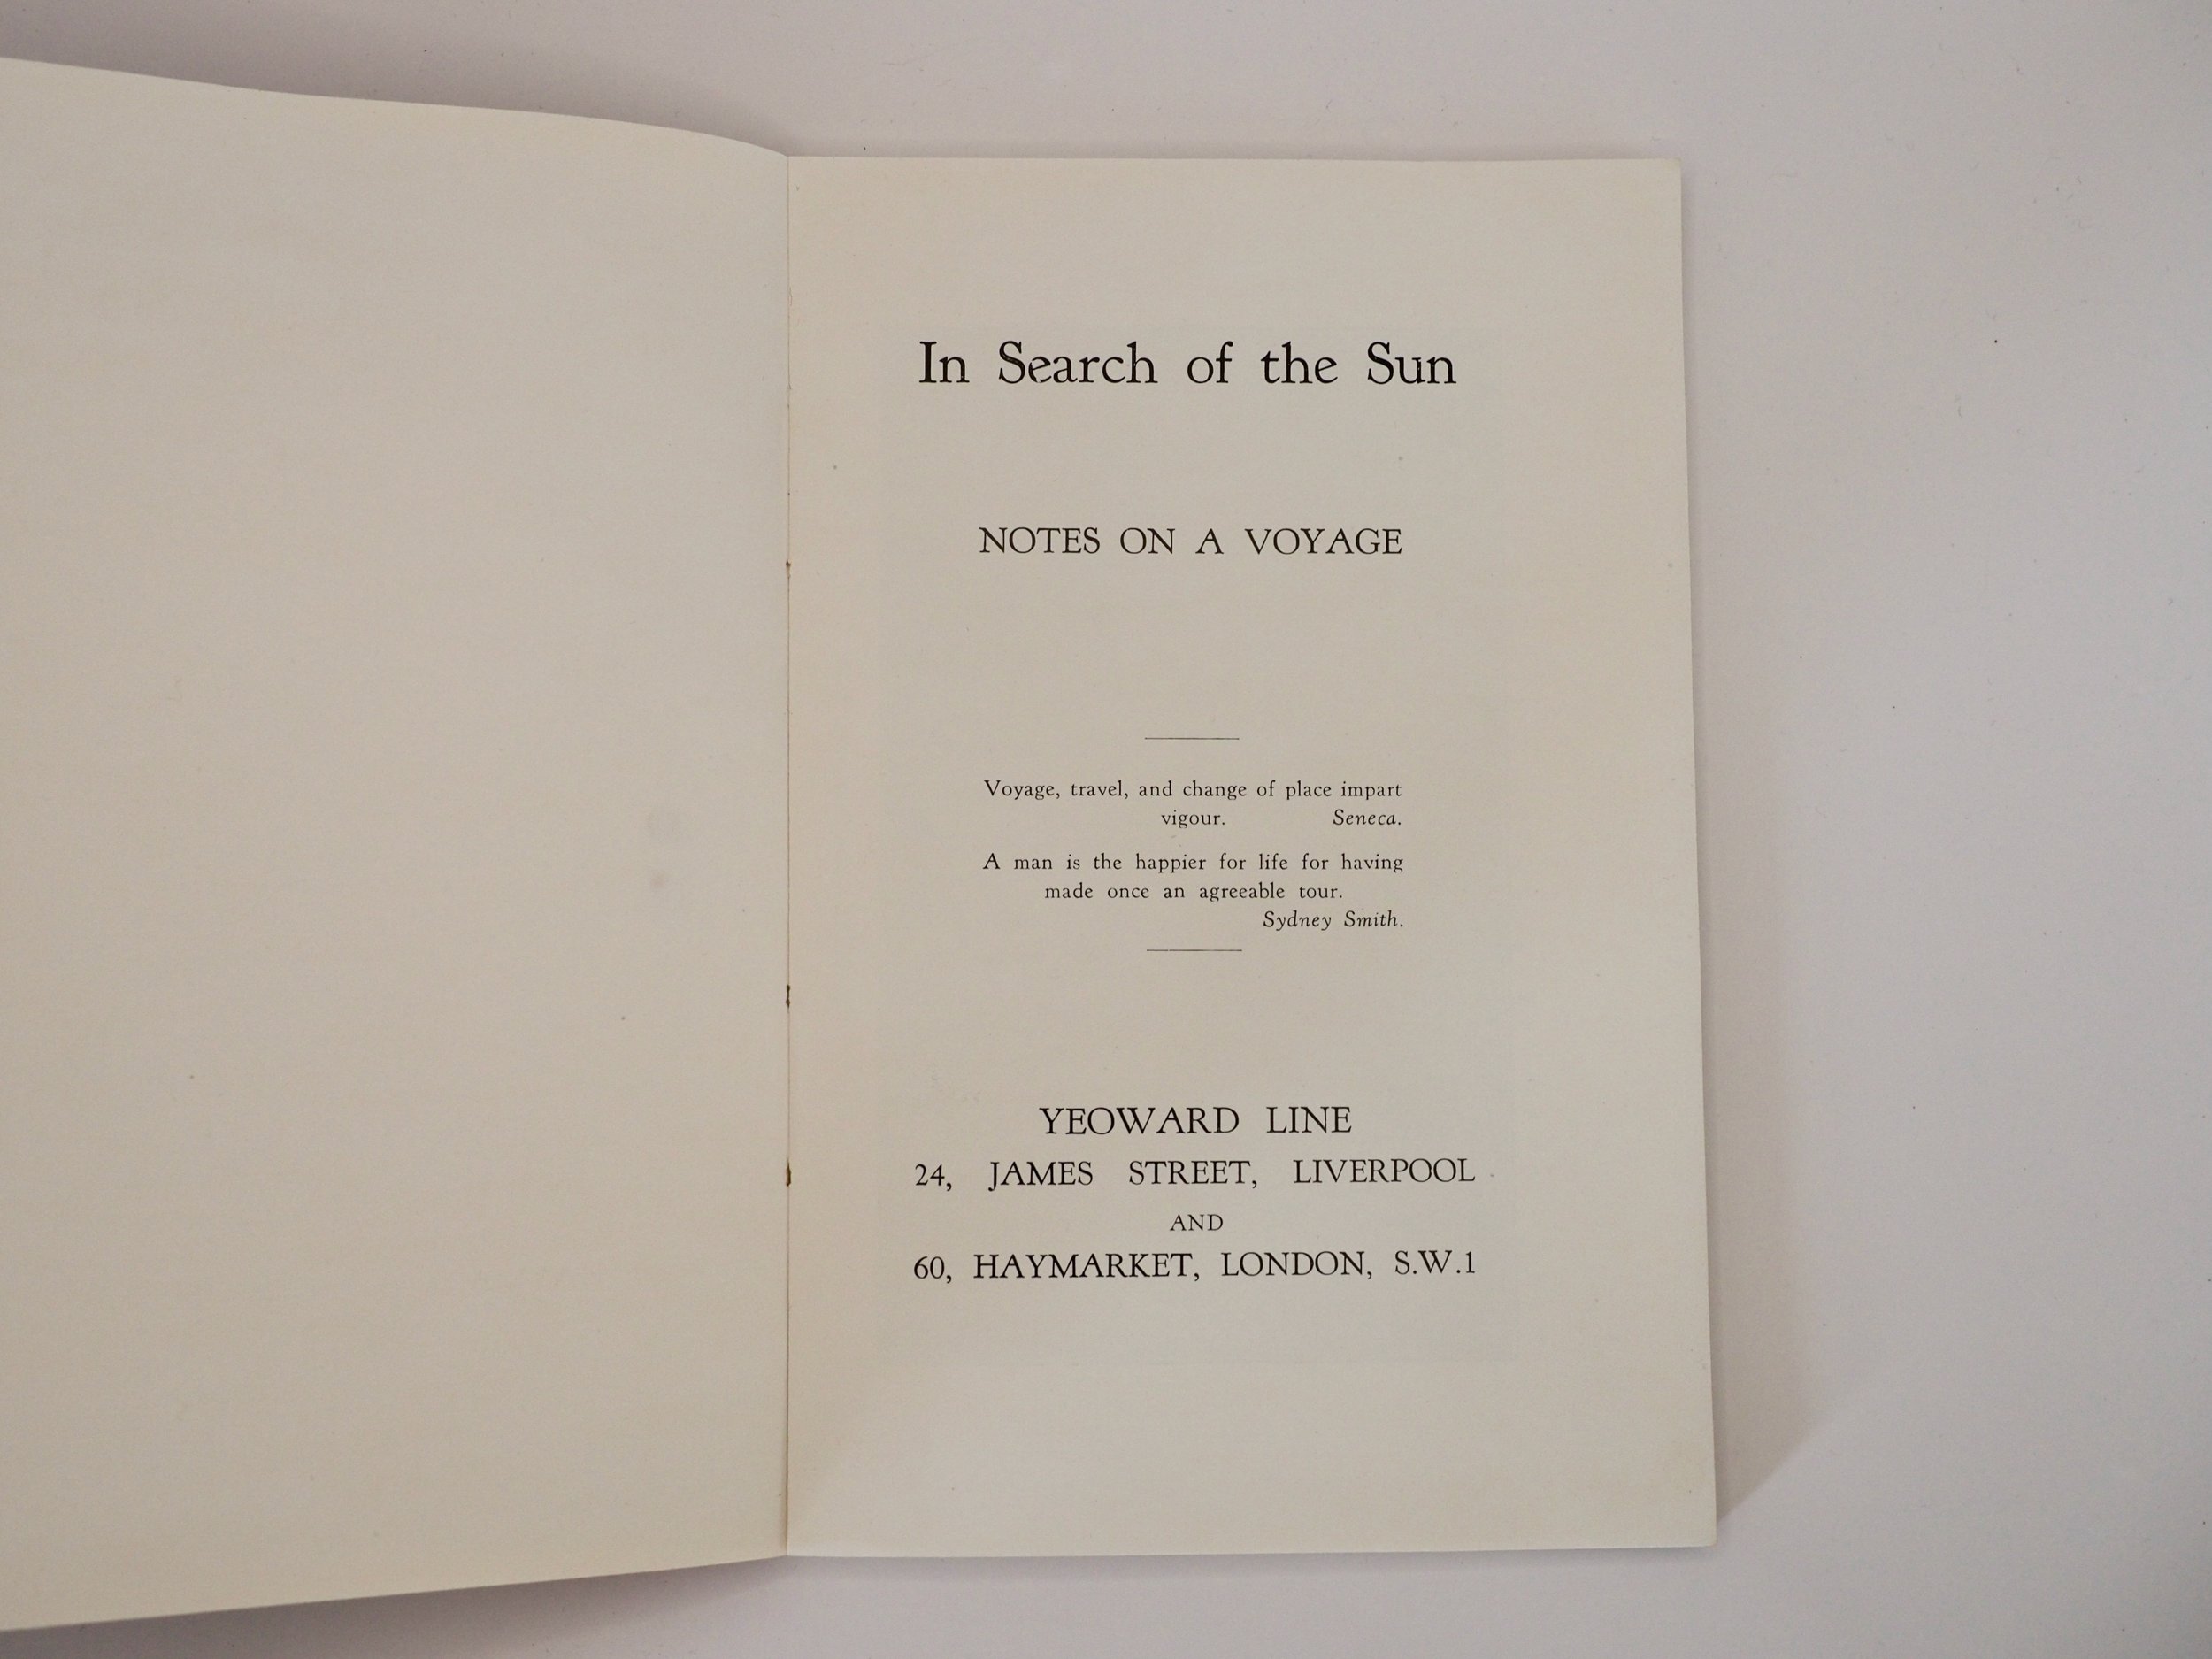 In Search of the Sun
NOTES ON A VOYAGE
Voyage, travel, and change of place impart
vigour. Seneca.
A man is the happier for life for having
made once an agreeable tour.
Sydney Smith.
YEOWARD LINE
24, JAMES STREET, LIVERPOOL
AND
60, HAYMARKET, LONDON, S.W.1